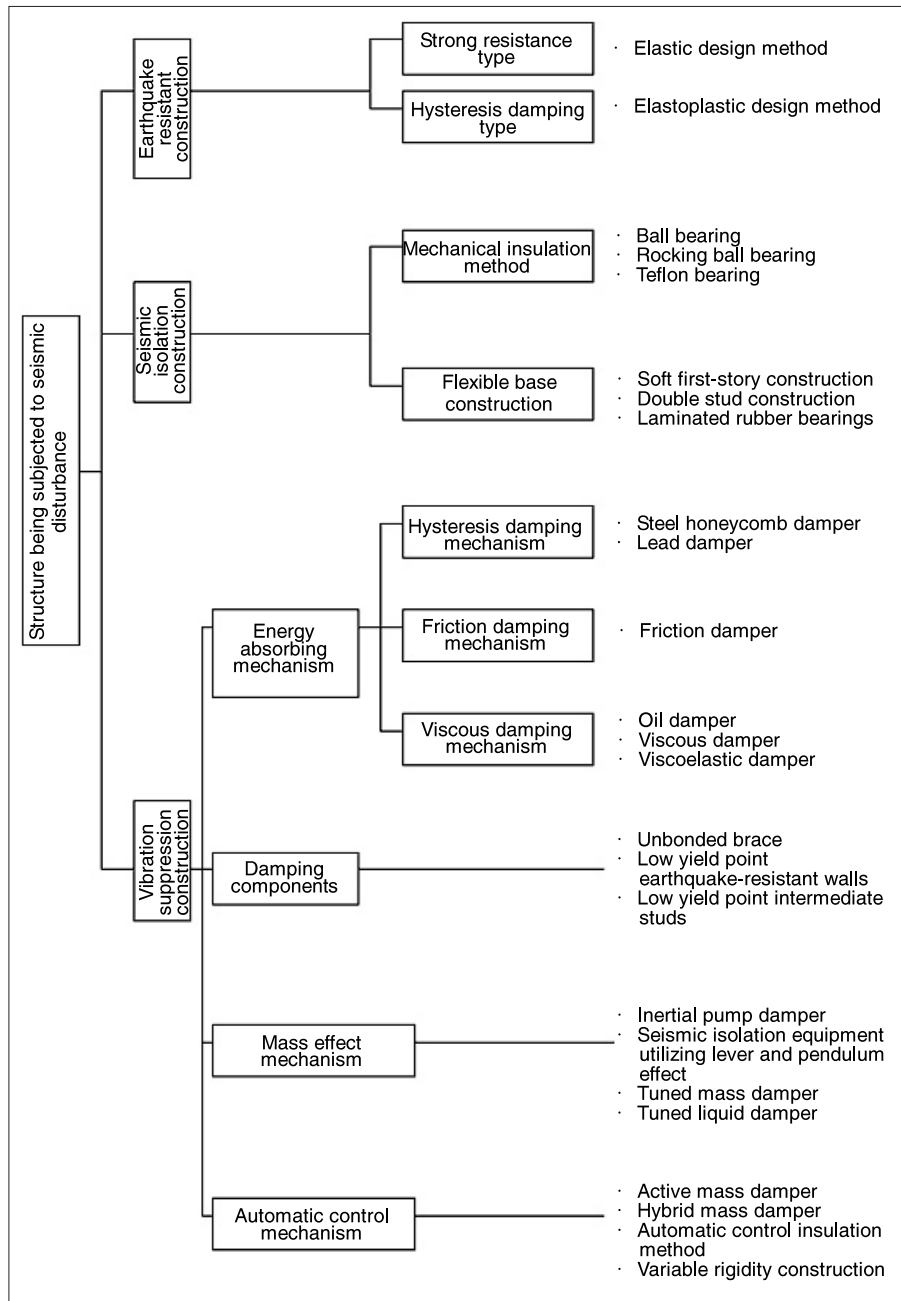 Structure being subjected to seismic
disturbance
Earthquake
resistant
construction
Strong resistance
type
· Elastic design method
Hysteresis damping
type
· Elastoplastic design method
Seismic
isolation
construction
Mechanical insulation
method
· Ball bearing
· Rocking ball bearing
· Teflon bearing
Flexible base
construction
· Soft first-story construction
· Double stud construction
· Laminated rubber bearings
Vibration
suppression
construction
Energy
absorbing
mechanism
Hysteresis damping
mechanism
· Steel honeycomb damper
· Lead damper
Friction damping
mechanism
· Friction damper
Viscous damping
mechanism
· Oil damper
· Viscous damper
· Viscoelastic damper
Damping
components
· Unbonded brace
· Low yield point
earthquake-resistant walls
· Low yield point intermediate
studs
Mass effect
mechanism
· Inertial pump damper
· Seismic isolation equipment
utilizing lever and pendulum
effect
· Tuned mass damper
· Tuned liquid damper
Automatic control
mechanism
· Active mass damper
· Hybrid mass damper
· Automatic control insulation
method
· Variable rigidity construction